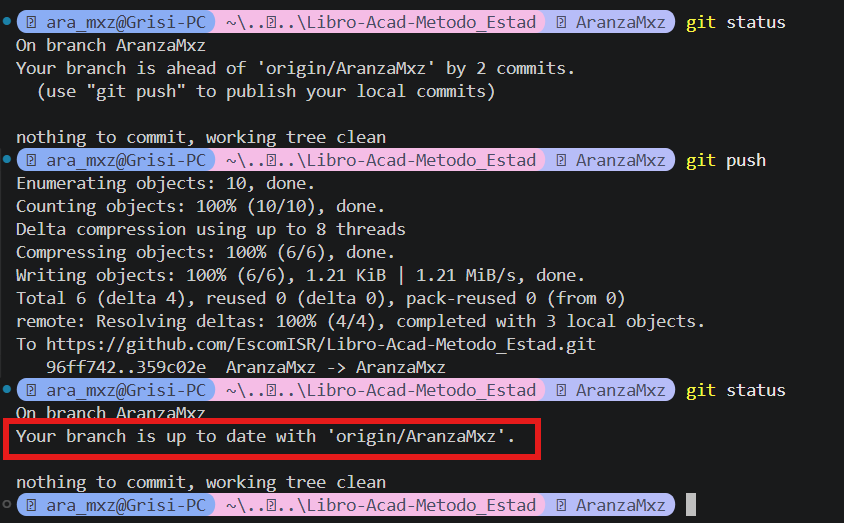 ara_mxz@Grisi-PC ~\..\..\Libro-Acad-Metodo_Estad AranzaMxz git status
On branch AranzaMxz
Your branch is ahead of 'origin/AranzaMxz' by 2 commits.
(use "git push" to publish your local commits)
nothing to commit, working tree clean
ara_mxz@Grisi-PC ~\..\..\Libro-Acad-Metodo_Estad AranzaMxz git push
Enumerating objects: 10, done.
Counting objects: 100% (10/10), done.
Delta compression using up to 8 threads
Compressing objects: 100% (6/6), done.
Writing objects: 100% (6/6), 1.21 KiB | 1.21 MiB/s, done.
Total 6 (delta 4), reused 0 (delta 0), pack-reused 0 (from 0)
remote: Resolving deltas: 100% (4/4), completed with 3 local objects.
To https://github.com/EscomISR/Libro-Acad-Metodo_Estad.git
96ff742..359c02e AranzaMxz -> AranzaMxz
ara_mxz@Grisi-PC ~\..\..\Libro-Acad-Metodo_Estad AranzaMxz git status
On branch AranzaMxz
Your branch is up to date with 'origin/AranzaMxz'.
nothing to commit, working tree clean
ara_mxz@Grisi-PC ~\..\..\Libro-Acad-Metodo_Estad AranzaMxz